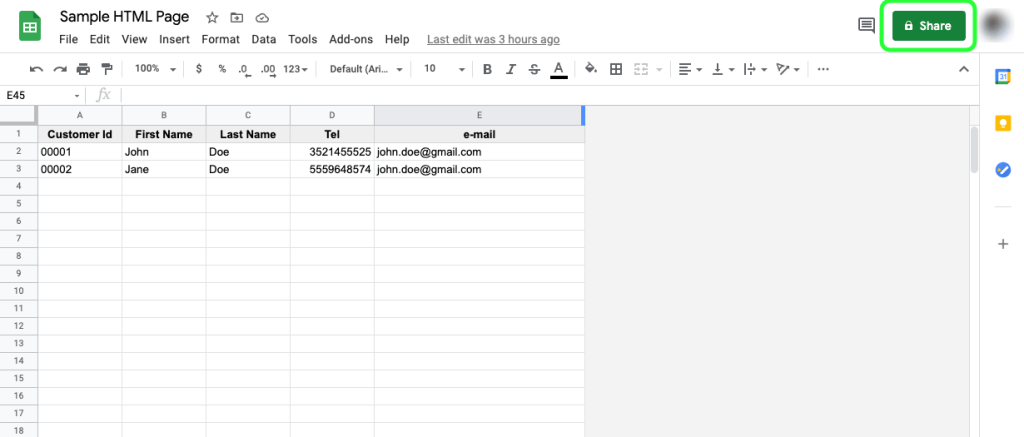 Sample HTML Page
Share
File Edit View Insert Format Data Tools Add-ons Help Last edit was 3 hours ago
100% $ % .0 .00 123 Default (Ari... 10 B I S A ...
E45 fx
31
A B C D E
1 Customer Id First Name Last Name Tel e-mail
2 00001 John Doe 3521455525 john.doe@gmail.com
3 00002 Jane Doe 5559648574 john.doe@gmail.com
4
5
6
7
8
9
10
11
12
13
14
15
16
17
18